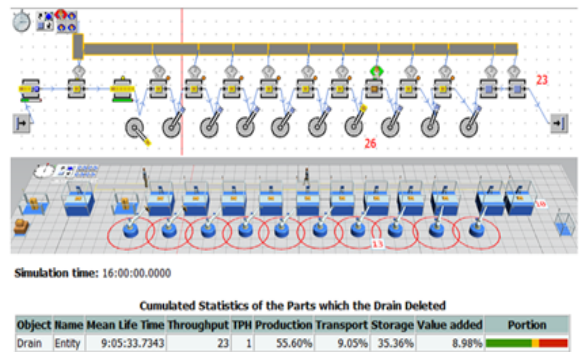 23
26
13
Simulation time: 16:00:00.0000
Cumulated Statistics of the Parts which the Drain Deleted
Object Name Mean Life Time Throughput TPH Production Transport Storage Value added Portion
Drain Entity 9:05:33.7343 23 1 55.60% 9.05% 35.36% 8.98%